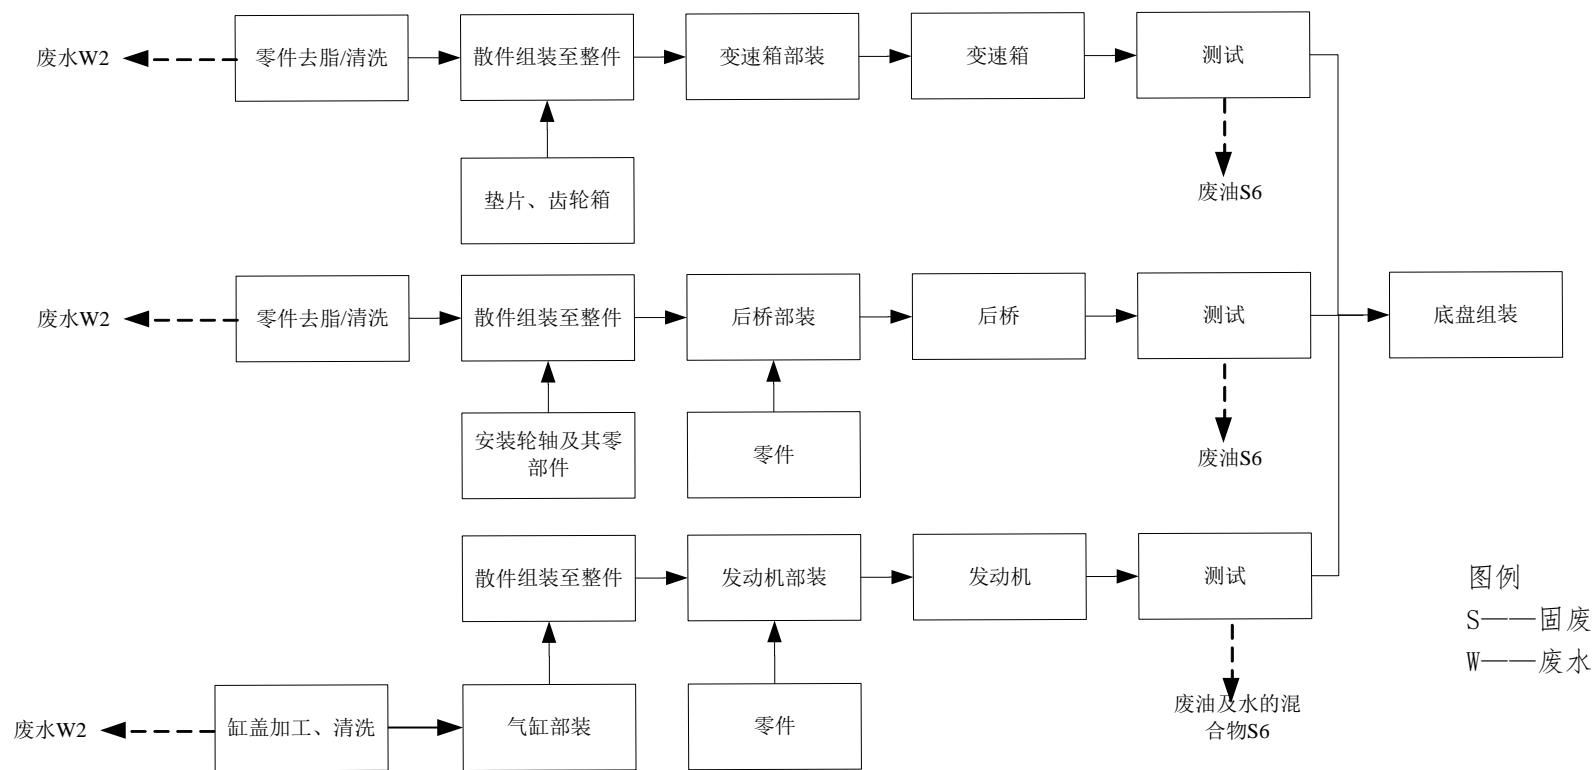 废水W2
零件去脂/清洗
散件组装至整件
变速箱部装
变速箱
测试
垫片、齿轮箱
废油S6
废水W2
零件去脂/清洗
散件组装至整件
后桥部装
后桥
测试
底盘组装
安装轮轴及其零
部件
零件
废油S6
散件组装至整件
发动机部装
发动机
测试
图例
S——固废
W——废水
废水W2
缸盖加工、清洗
气缸部装
零件
废油及水的混
合物S6